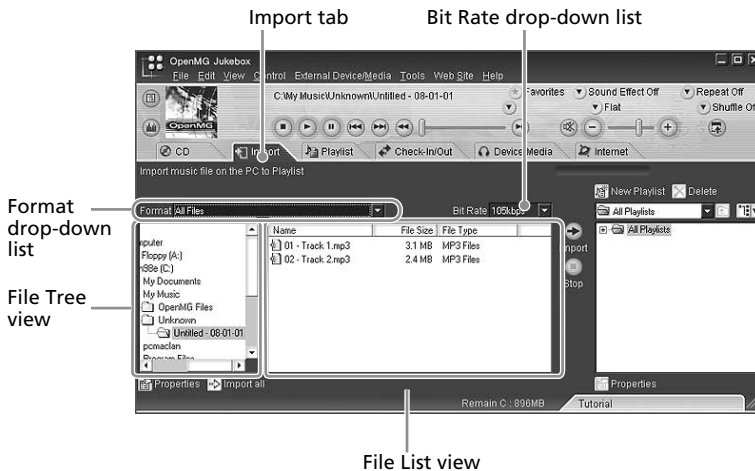 Import tab
Bit Rate drop-down list
OpenMG Jukebox
File Edit View Control External Device/Media Tools Web Site Help
C:\My Music\Unknown\Untitled - 08-01-01
Favorites Sound Effect Off Repeat Off
Flat Shuffle Of
OpenMG
CD Import Playlist Check-In/Out Device/Media Internet
Import music file on the PC to Playlist
New Playlist Delete
Format drop-down list
Format All Files
Bit Rate 105kbps
All Playlists
Name File Size File Type
All Playlists
01 - Track 1.mp3 3.1 MB MP3 Files
02 - Track 2.mp3 2.4 MB MP3 Files
mport
Stop
File Tree view
mputer
Floppy (A:)
n98e (C:)
My Documents
My Music
OpenMG Files
Unknown
Untitled - 08-01-01
pcmaclan
Program Files
Properties Import all
Properties
Remain C : 896MB
Tutorial
File List view